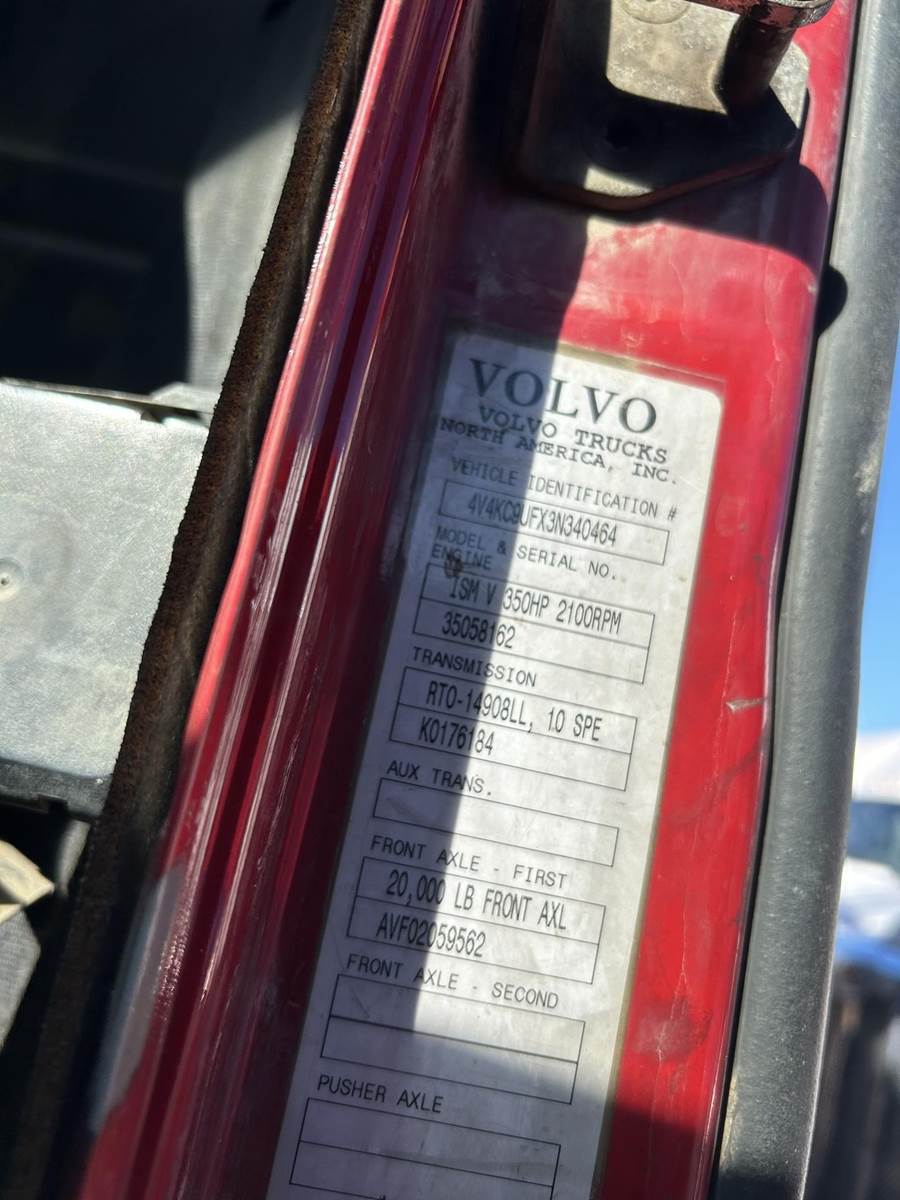 VOLVO
VOLVO TRUCKS
NORTH AMERICA, INC.
VEHICLE IDENTIFICATION #
4V4KC9UFX3N340464
MODEL & SERIAL NO.
ENGINE
ISM V 350HP 2100RPM
35058162
TRANSMISSION
RTO-14908LL, 10 SPE
K0176184
AUX TRANS.
FRONT AXLE - FIRST
20,000 LB FRONT AXL
AVF02059562
FRONT AXLE - SECOND
PUSHER AXLE